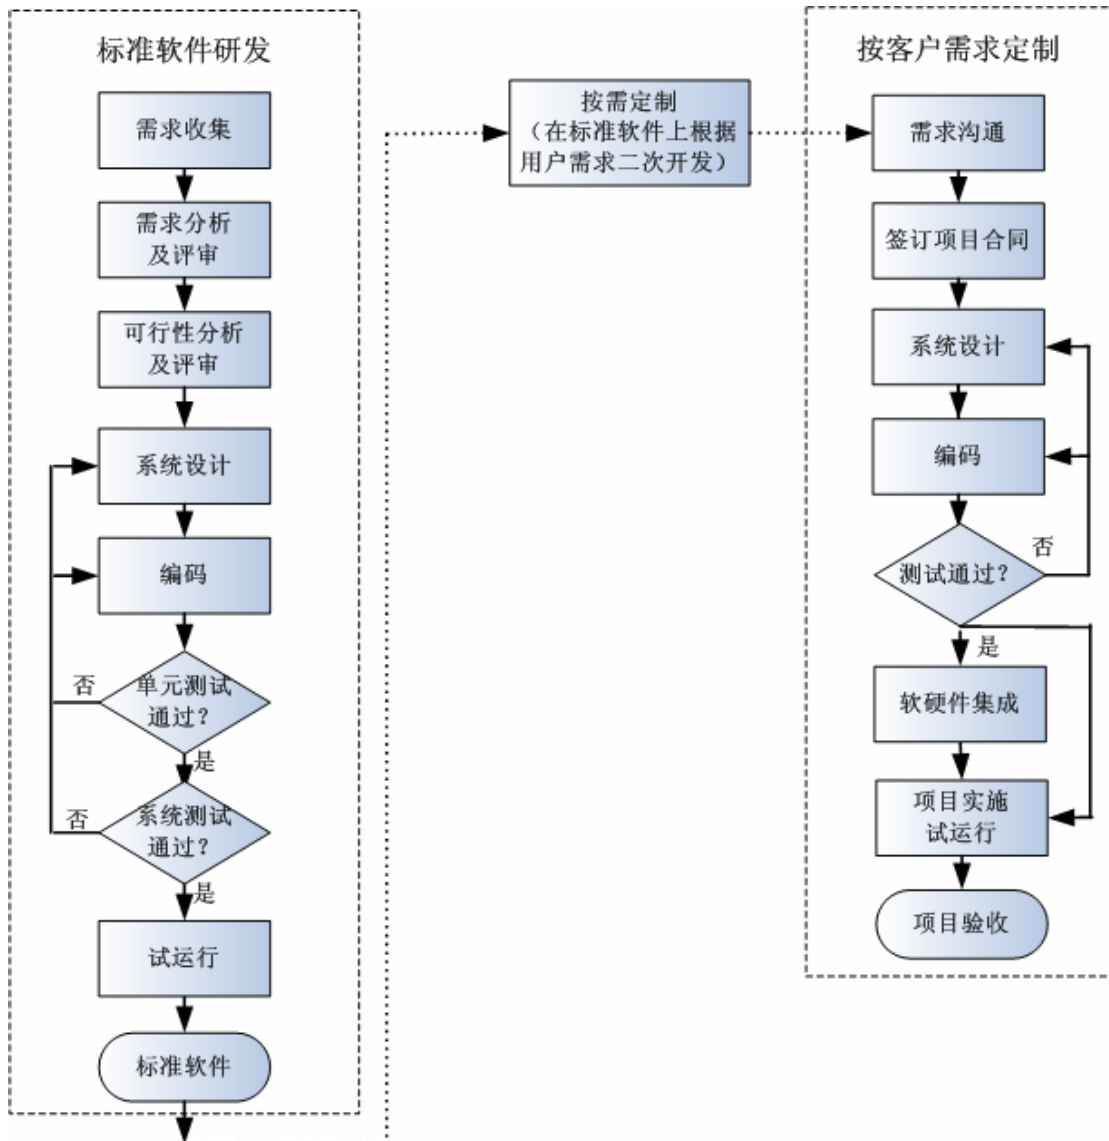 标准软件研发
需求收集
需求分析
及评审
可行性分析
及评审
系统设计
编码
否
单元测试
通过？
是
否
系统测试
通过？
是
试运行
标准软件
按需定制
（在标准软件上根据
用户需求二次开发）
按客户需求定制
需求沟通
签订项目合同
系统设计
编码
否
测试通过？
是
软硬件集成
项目实施
试运行
项目验收